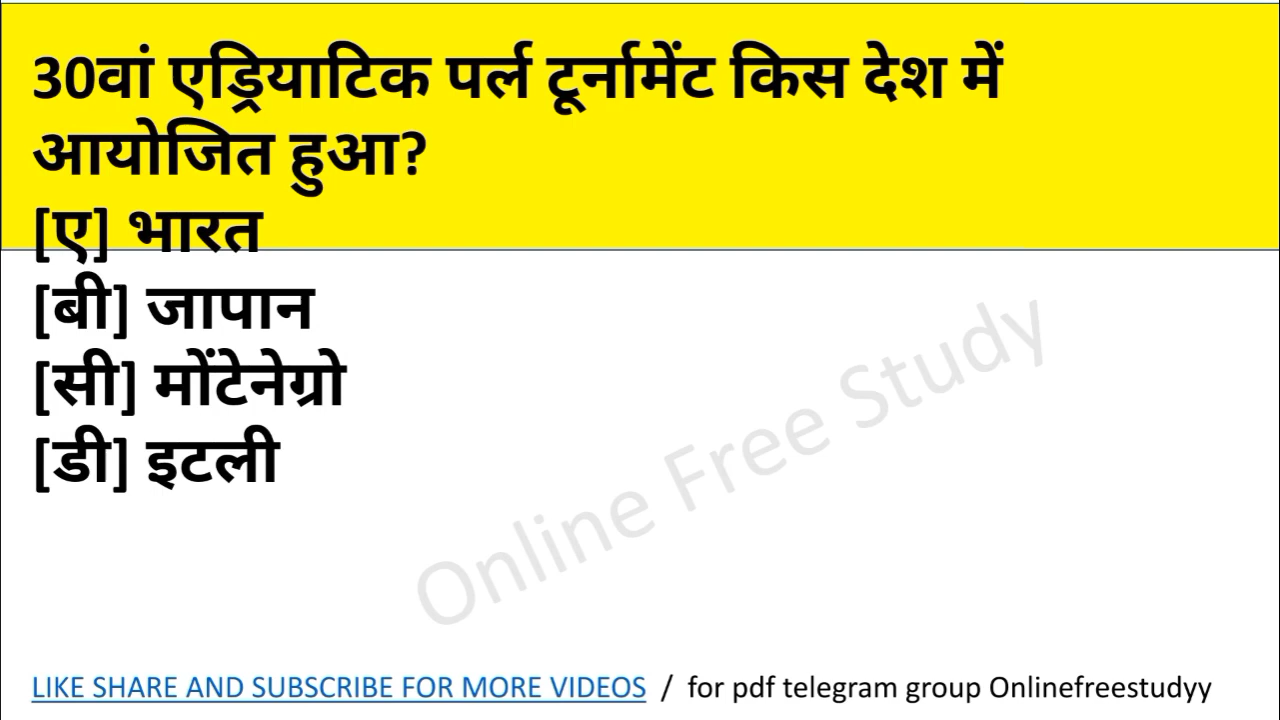 30वां एड्रियाटिक पर्ल टूर्नामेंट किस देश में
आयोजित हुआ?
[ए] भारत
[बी] जापान
[सी] मोंटेनेग्रो
[डी] इटली
Online Free Study
LIKE SHARE AND SUBSCRIBE FOR MORE VIDEOS / for pdf telegram group Onlinefreestudyy